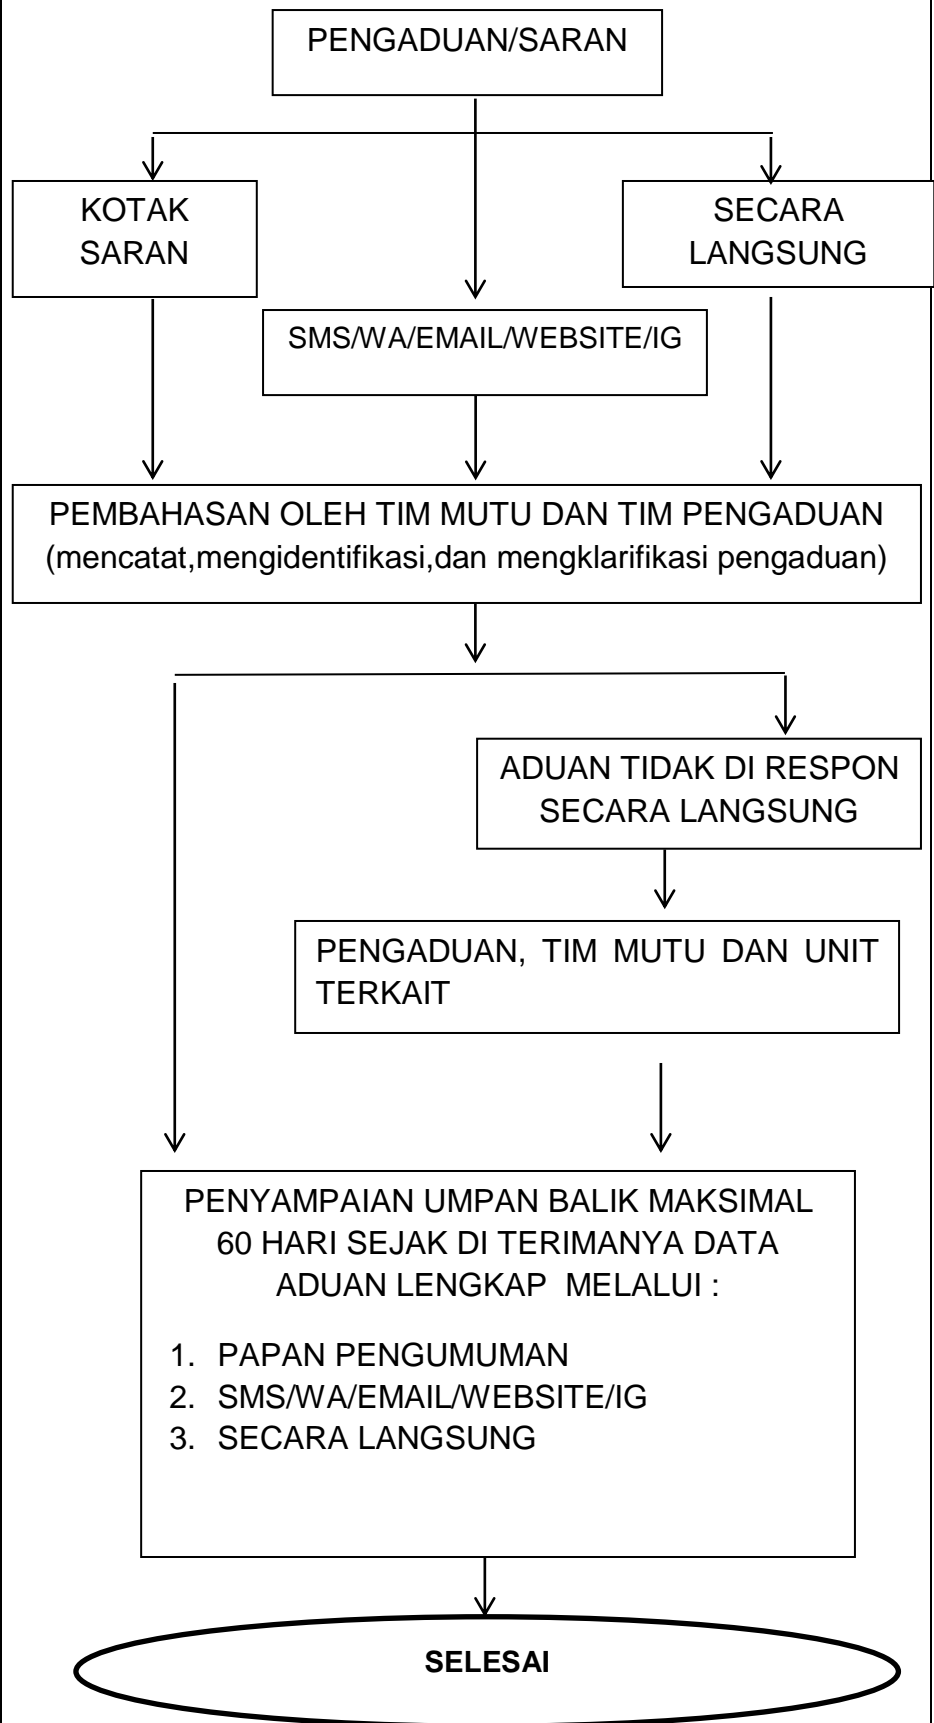 PENGADUAN/SARAN
KOTAK
SARAN
SECARA
LANGSUNG
SMS/WA/EMAIL/WEBSITE/IG
PEMBAHASAN OLEH TIM MUTU DAN TIM PENGADUAN
(mencatat,mengidentifikasi,dan mengklarifikasi pengaduan)
ADUAN TIDAK DI RESPON
SECARA LANGSUNG
PENGADUAN, TIM MUTU DAN UNIT
TERKAIT
PENYAMPAIAN UMPAN BALIK MAKSIMAL
60 HARI SEJAK DI TERIMANYA DATA
ADUAN LENGKAP MELALUI :
1. PAPAN PENGUMUMAN
2. SMS/WA/EMAIL/WEBSITE/IG
3. SECARA LANGSUNG
SELESAI